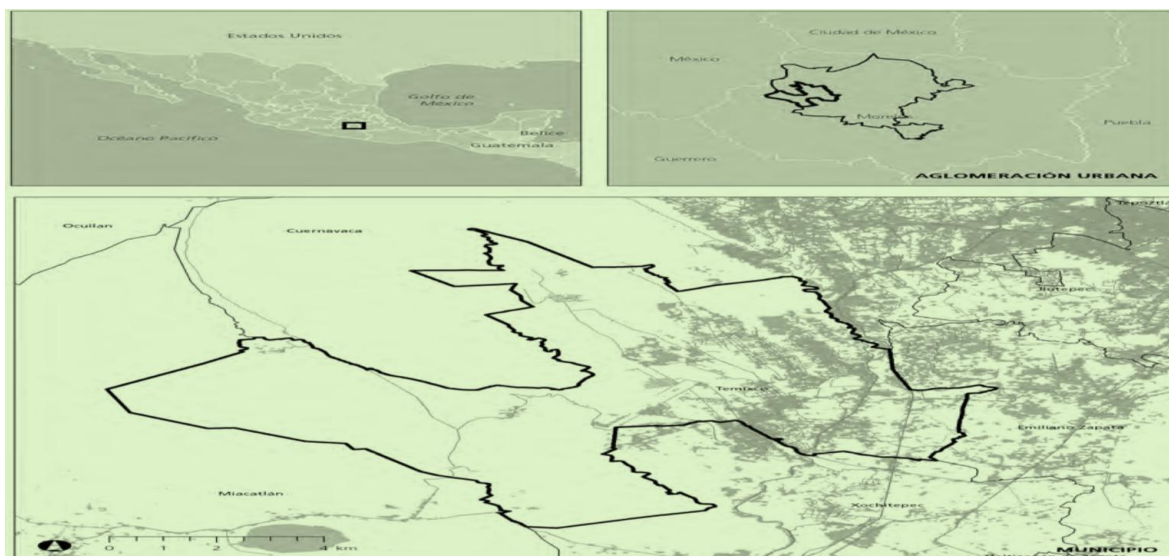 Estados Unidos
Golfo de
México
Océano Pacífico
Belice
Guatemala
Ciudad de México
México
Puebla
Guerrero
AGLOMERACIÓN URBANA
Ocuilan
Cuernavaca
Jiutepec
Temixco
Emiliano Zapata
Miacatlán
Xochitepec
0 2 4 km
MUNICIPIO